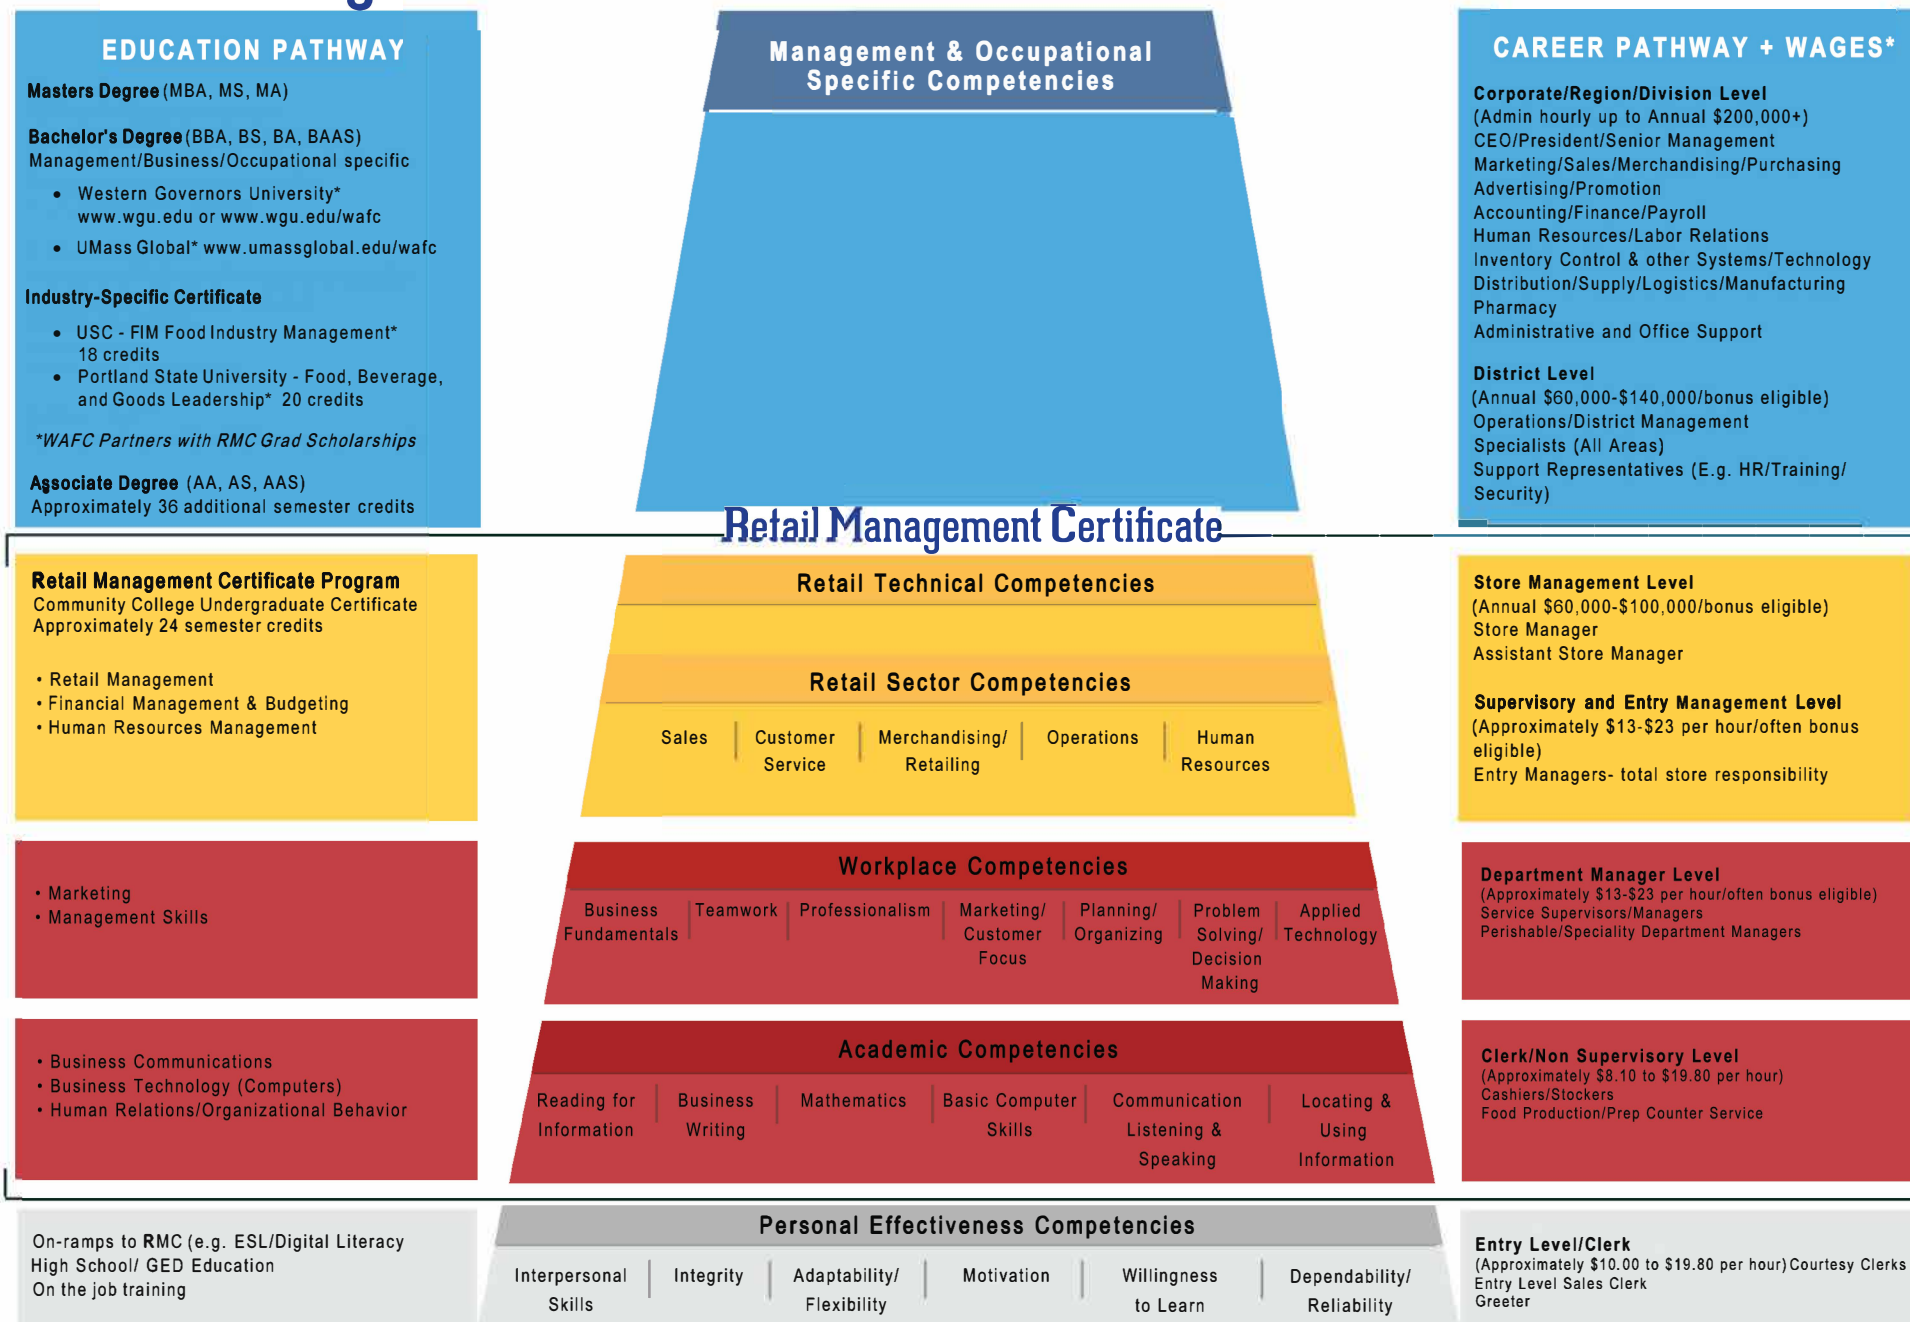 EDUCATION PATHWAY
Masters Degree (MBA, MS, MA)
Bachelor's Degree (BBA, BS, BA, BAAS)
Management/Business/Occupational specific
• Western Governors University*
www.wgu.edu or www.wgu.edu/wafc
• UMass Global* www.umassglobal.edu/wafc
Industry-Specific Certificate
• USC - FIM Food Industry Management*
18 credits
• Portland State University - Food, Beverage,
and Goods Leadership* 20 credits
*WAFC Partners with RMC Grad Scholarships
Associate Degree (AA, AS, AAS)
Approximately 36 additional semester credits
Management & Occupational
Specific Competencies
CAREER PATHWAY + WAGES*
Corporate/Region/Division Level
(Admin hourly up to Annual $200,000+)
CEO/President/Senior Management
Marketing/Sales/Merchandising/Purchasing
Advertising/Promotion
Accounting/Finance/Payroll
Human Resources/Labor Relations
Inventory Control & other Systems/Technology
Distribution/Supply/Logistics/Manufacturing
Pharmacy
Administrative and Office Support
District Level
(Annual $60,000-$140,000/bonus eligible)
Operations/District Management
Specialists (All Areas)
Support Representatives (E.g. HR/Training/
Security)
Retail Management Certificate
Retail Management Certificate Program
Community College Undergraduate Certificate
Approximately 24 semester credits
• Retail Management
• Financial Management & Budgeting
• Human Resources Management
Retail Technical Competencies
Retail Sector Competencies
Sales
Customer
Service
Merchandising/
Retailing
Operations
Human
Resources
Store Management Level
(Annual $60,000-$100,000/bonus eligible)
Store Manager
Assistant Store Manager
Supervisory and Entry Management Level
(Approximately $13-$23 per hour/often bonus
eligible)
Entry Managers- total store responsibility
• Marketing
• Management Skills
Workplace Competencies
Business
Fundamentals
Teamwork
Professionalism
Marketing/
Customer
Focus
Planning/
Organizing
Problem
Solving/
Decision
Making
Applied
Technology
Department Manager Level
(Approximately $13-$23 per hour/often bonus eligible)
Service Supervisors/Managers
Perishable/Speciality Department Managers
• Business Communications
• Business Technology (Computers)
• Human Relations/Organizational Behavior
Academic Competencies
Reading for
Information
Business
Writing
Mathematics
Basic Computer
Skills
Communication
Listening &
Speaking
Locating &
Using
Information
Clerk/Non Supervisory Level
(Approximately $8.10 to $19.80 per hour)
Cashiers/Stockers
Food Production/Prep Counter Service
On-ramps to RMC (e.g. ESL/Digital Literacy
High School/ GED Education
On the job training
Personal Effectiveness Competencies
Interpersonal
Skills
Integrity
Adaptability/
Flexibility
Motivation
Willingness
to Learn
Dependability/
Reliability
Entry Level/Clerk
(Approximately $10.00 to $19.80 per hour) Courtesy Clerks
Entry Level Sales Clerk
Greeter